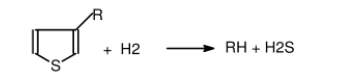 R
S + H2 RH + H2S